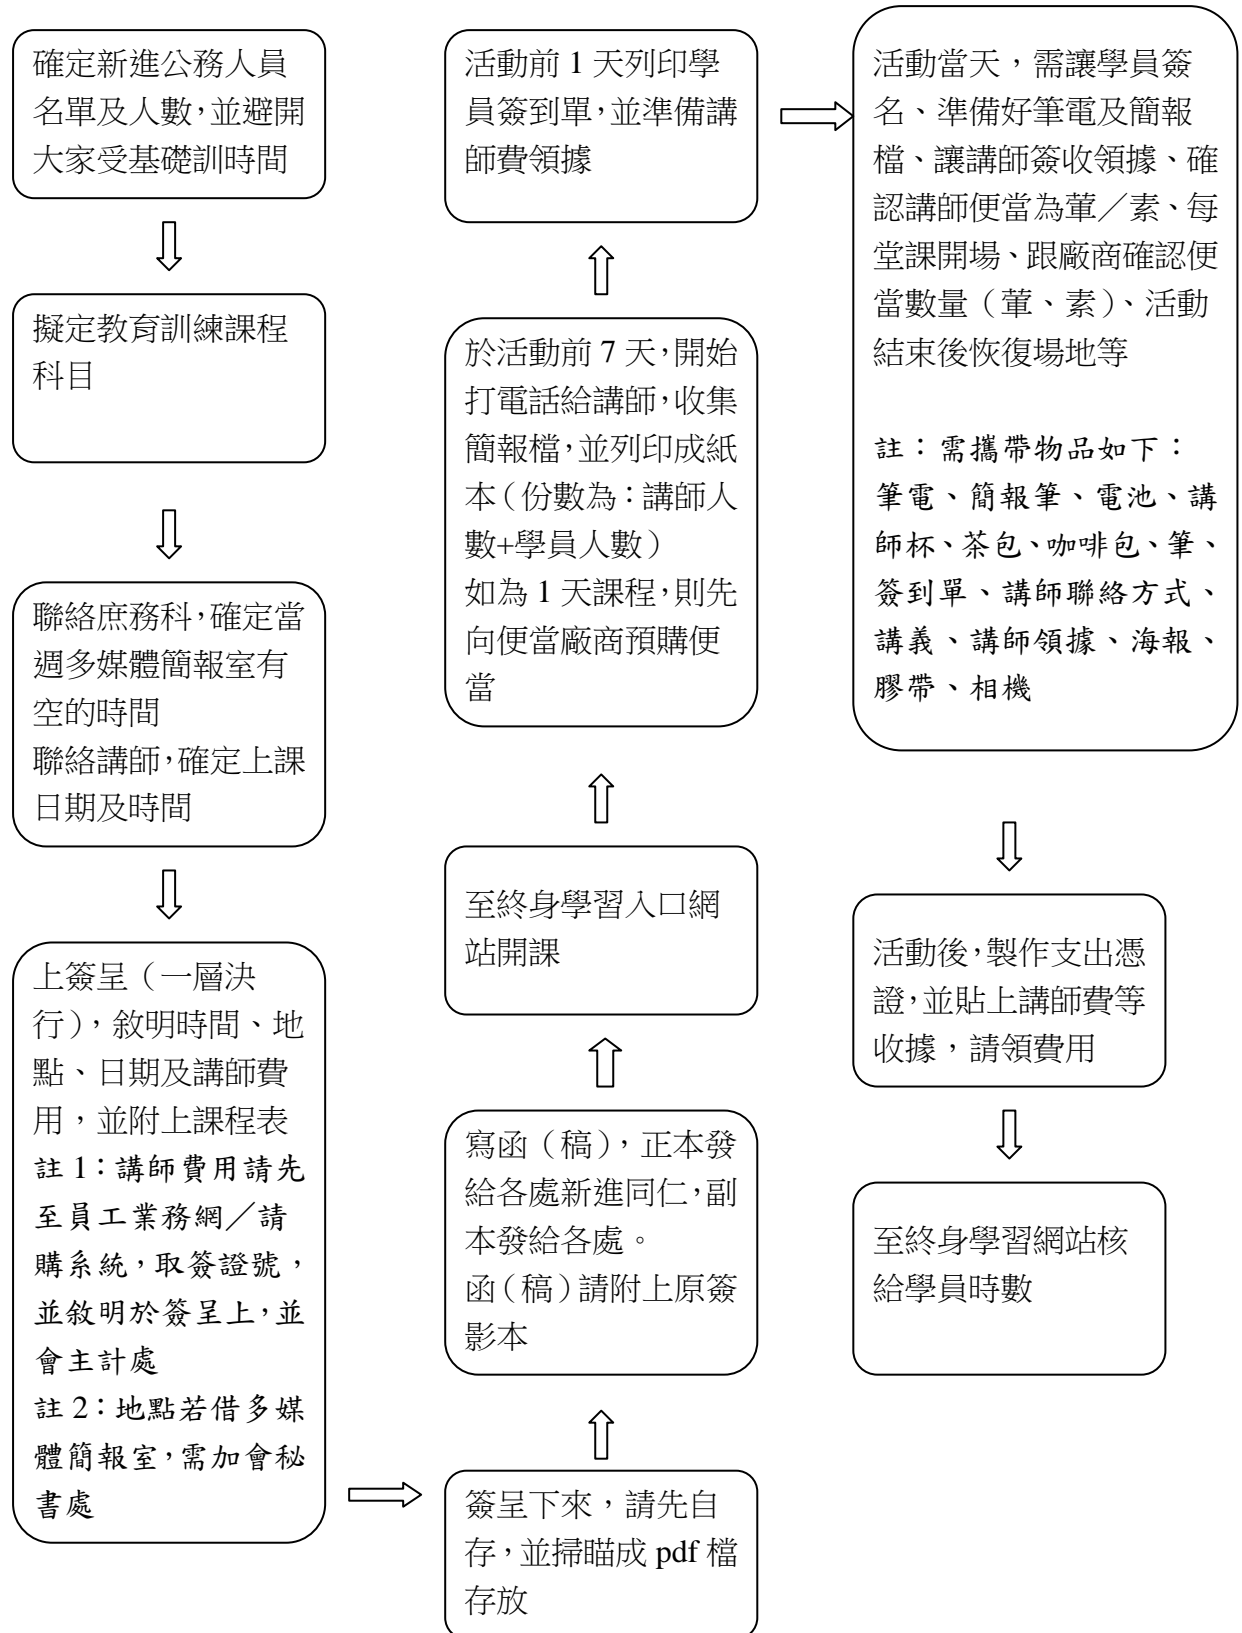 確定新進公務人員
名單及人數，並避開
大家受基礎訓時間
擬定教育訓練課程
科目
聯絡庶務科，確定當
週多媒體簡報室有
空的時間
聯絡講師，確定上課
日期及時間
上簽呈（一層決
行），敘明時間、地
點、日期及講師費
用，並附上課程表
註 1：講師費用請先
至員工業務網／請
購系統，取簽證號，
並敘明於簽呈上，並
會主計處
註 2：地點若借多媒
體簡報室，需加會秘
書處
簽呈下來，請先自
存，並掃瞄成 pdf 檔
存放
寫函（稿），正本發
給各處新進同仁，副
本發給各處。
函（稿）請附上原簽
影本
至終身學習入口網
站開課
於活動前 7 天，開始
打電話給講師，收集
簡報檔，並列印成紙
本（份數為：講師人
數+學員人數）
如為 1 天課程，則先
向便當廠商預購便
當
活動前 1 天列印學
員簽到單，並準備講
師費領據
活動當天，需讓學員簽
名、準備好筆電及簡報
檔、讓講師簽收領據、確
認講師便當為葷／素、每
堂課開場、跟廠商確認便
當數量（葷、素）、活動
結束後恢復場地等
註：需攜帶物品如下：
筆電、簡報筆、電池、講
師杯、茶包、咖啡包、筆、
簽到單、講師聯絡方式、
講義、講師領據、海報、
膠帶、相機
活動後，製作支出憑
證，並貼上講師費等
收據，請領費用
至終身學習網站核
給學員時數